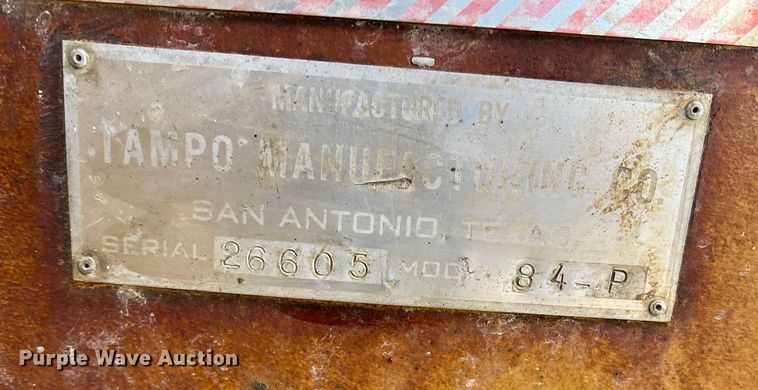 MANUFACTURED BY
TAMPO MANUFACTURING CO.
SAN ANTONIO, TEXAS
SERIAL 26605 MOD 84-P
Purple Wave Auction